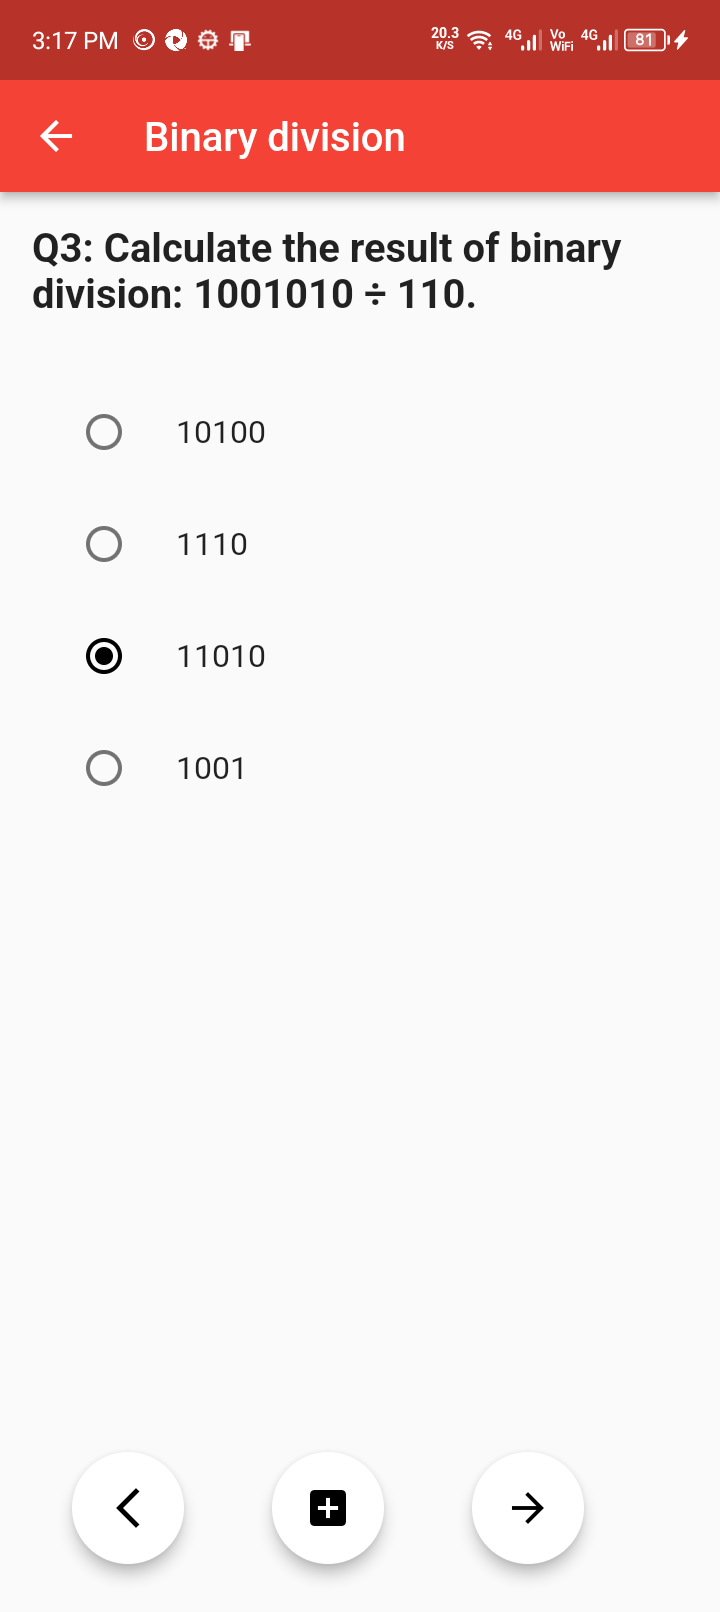 3:17 PM 20.3 K/S 4G Vo WiFi 4G 81
Binary division
Q3: Calculate the result of binary
division: 1001010 ÷ 110.
10100
1110
11010
1001